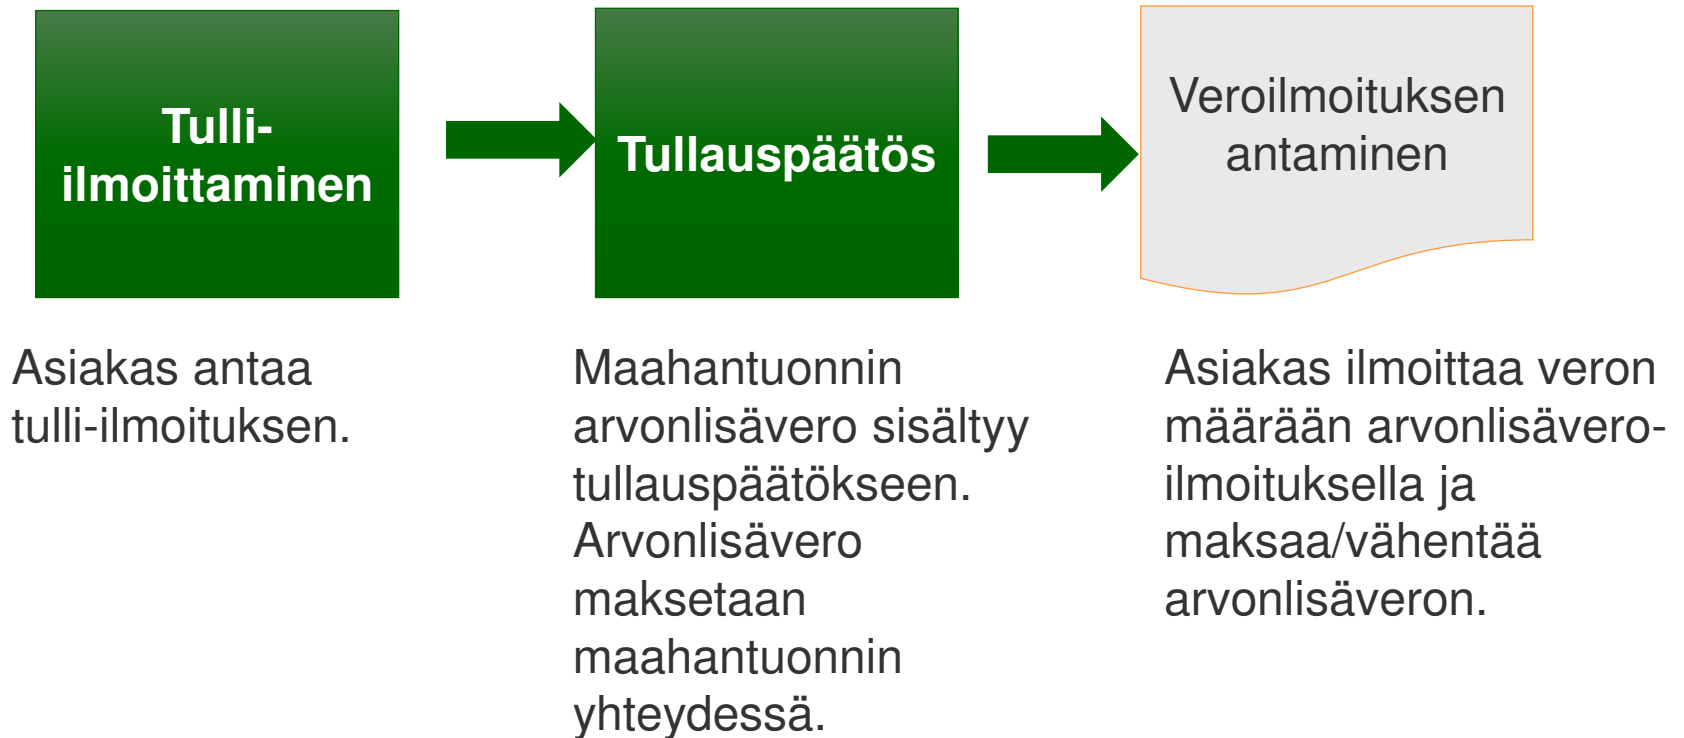 Tulli-
ilmoittaminen
Tullauspäätös
Veroilmoituksen
antaminen
Asiakas antaa
tulli-ilmoituksen.
Maahantuonnin
arvonlisävero sisältyy
tullauspäätökseen.
Arvonlisävero
maksetaan
maahantuonnin
yhteydessä.
Asiakas ilmoittaa veron
määrään arvonlisävero-
ilmoituksella ja
maksaa/vähentää
arvonlisäveron.